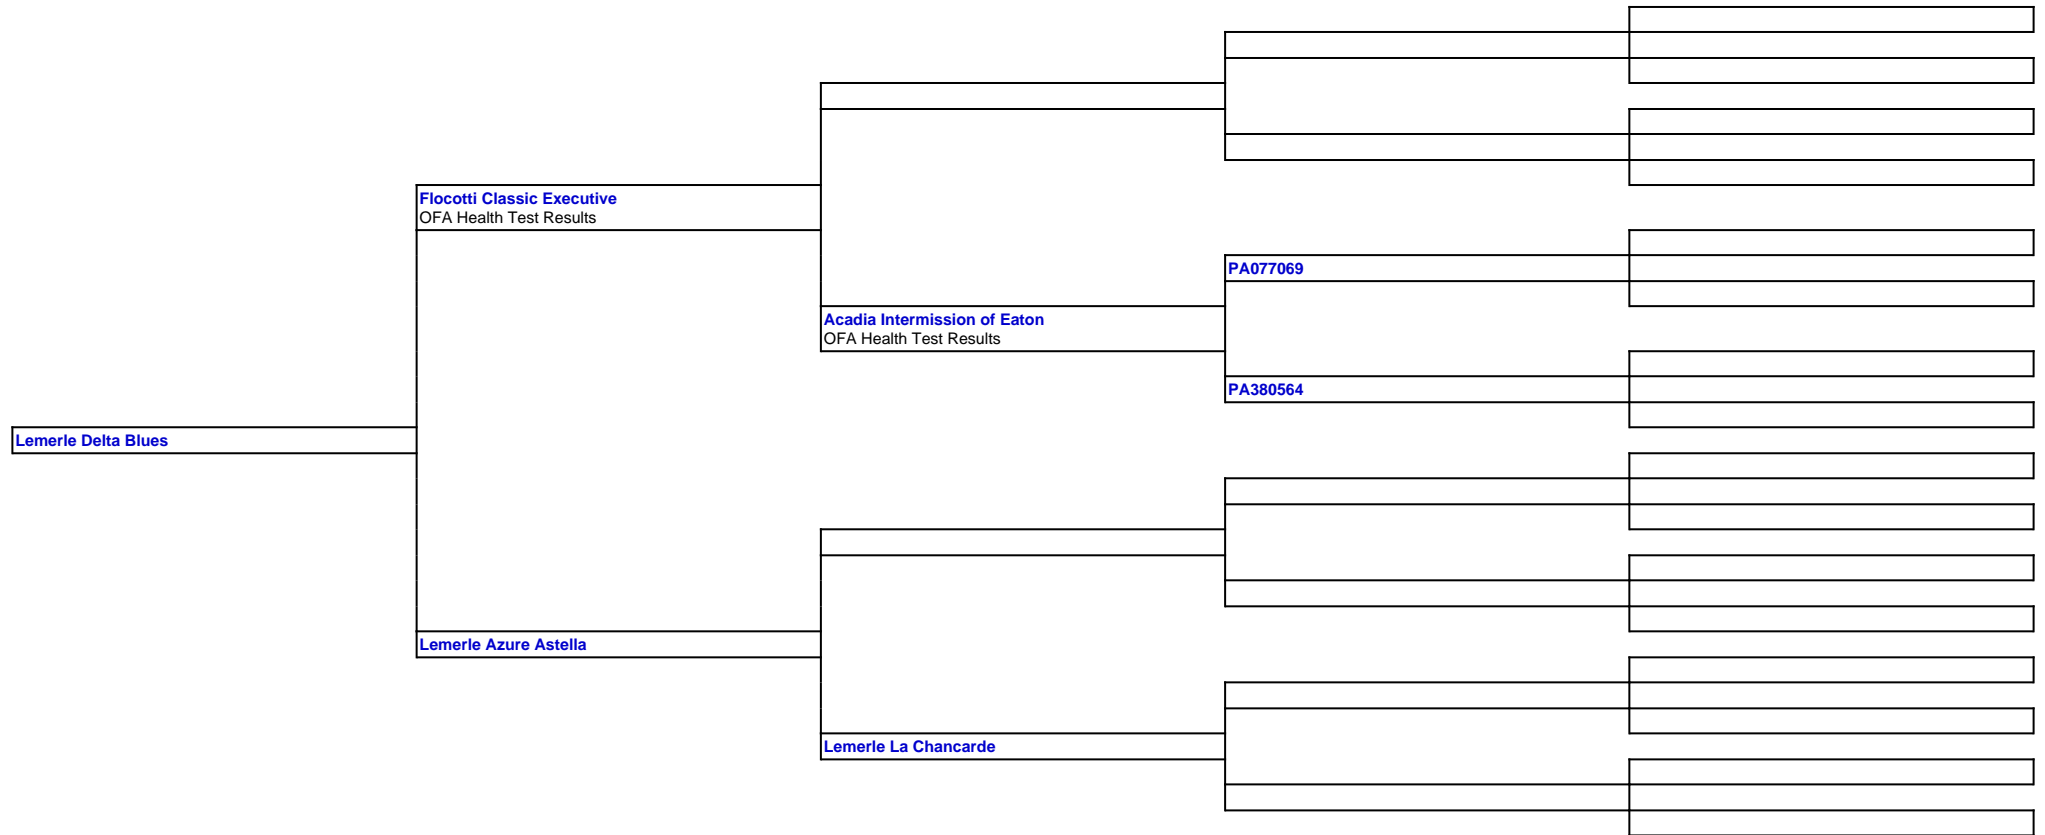 Flocotti Classic Executive
OFA Health Test Results
PA077069
Acadia Intermission of Eaton
OFA Health Test Results
PA380564
Lemerle Delta Blues
Lemerle Azure Astella
Lemerle La Chancarde